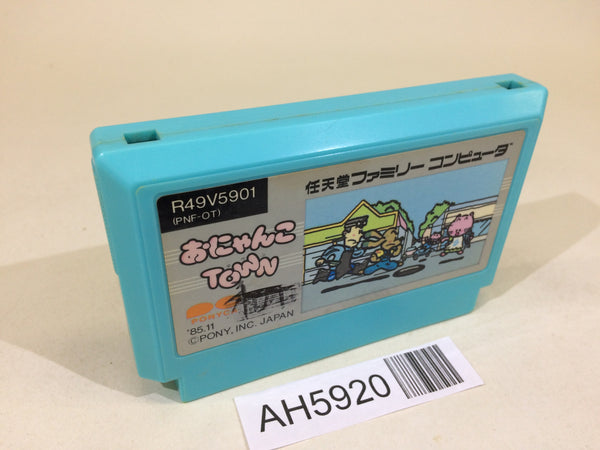 R49V5901
(PNF-OT)
任天堂 ファミリー コンピュータ
おにゃんこ
TOWN
'85.11
©PONY, INC. JAPAN
AH5920